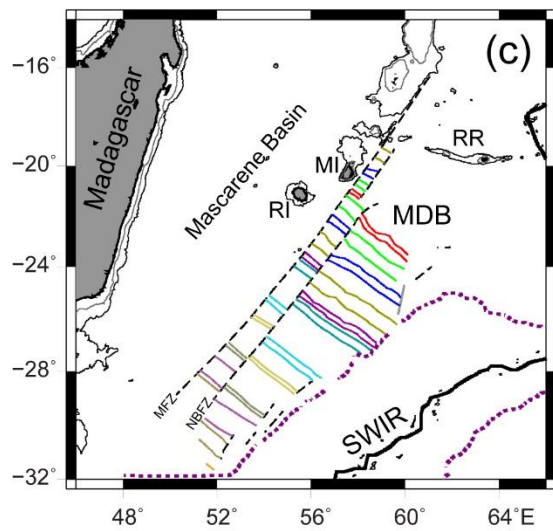 (c)
−16°
−20°
−24°
−28°
−32°
48°
52°
56°
60°
64°E
Madagascar
Mascarene Basin
RI
MI
RR
MDB
MFZ
NBFZ
SWIR